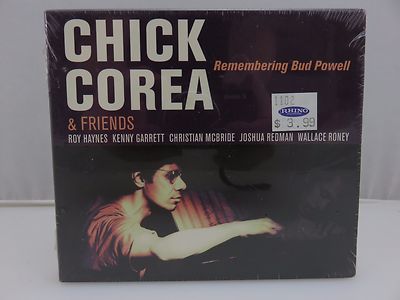 CHICK
COREA
Remembering Bud Powell
& FRIENDS
ROY HAYNES KENNY GARRETT CHRISTIAN MCBRIDE JOSHUA REDMAN WALLACE RONEY
1102
RHINO
$ 3.99